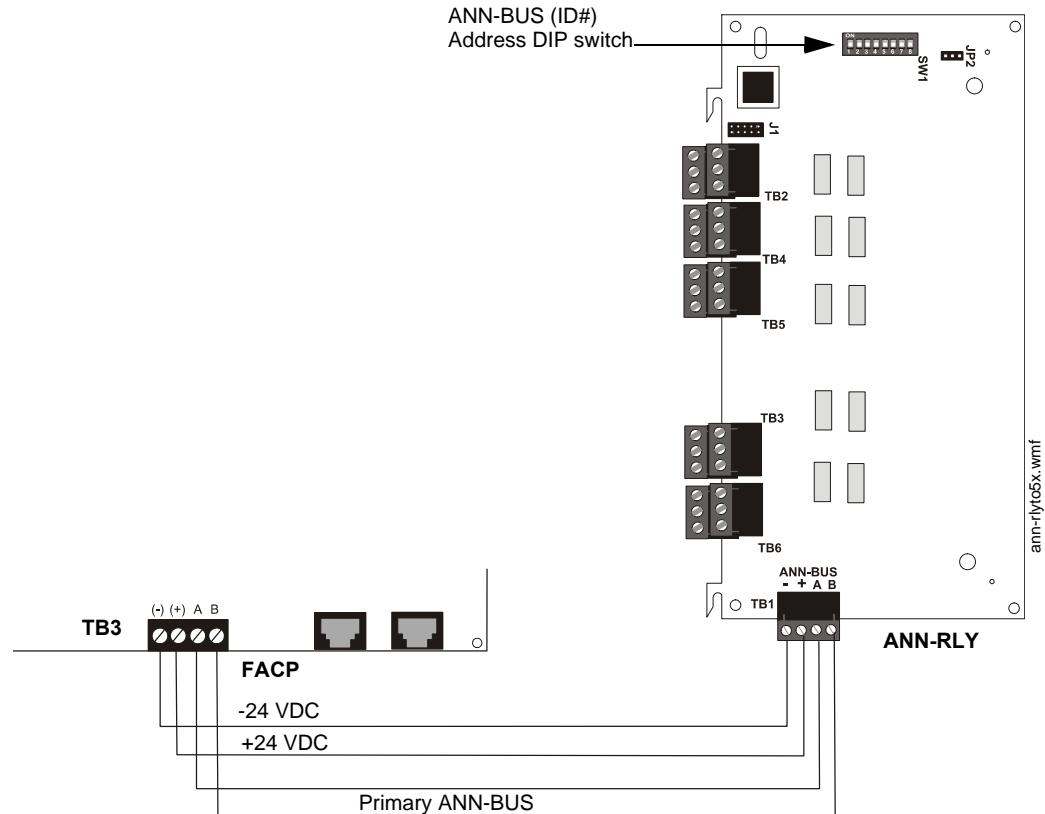 ANN-BUS (ID#)
Address DIP switch
ON
1 2 3 4 5 6 7 8
SW1
JP2
J1
TB2
TB4
TB5
TB3
TB6
ann-rlyto5x.wmf
ANN-BUS
- + A B
TB1
ANN-RLY
(-) (+) A B
TB3
FACP
-24 VDC
+24 VDC
Primary ANN-BUS